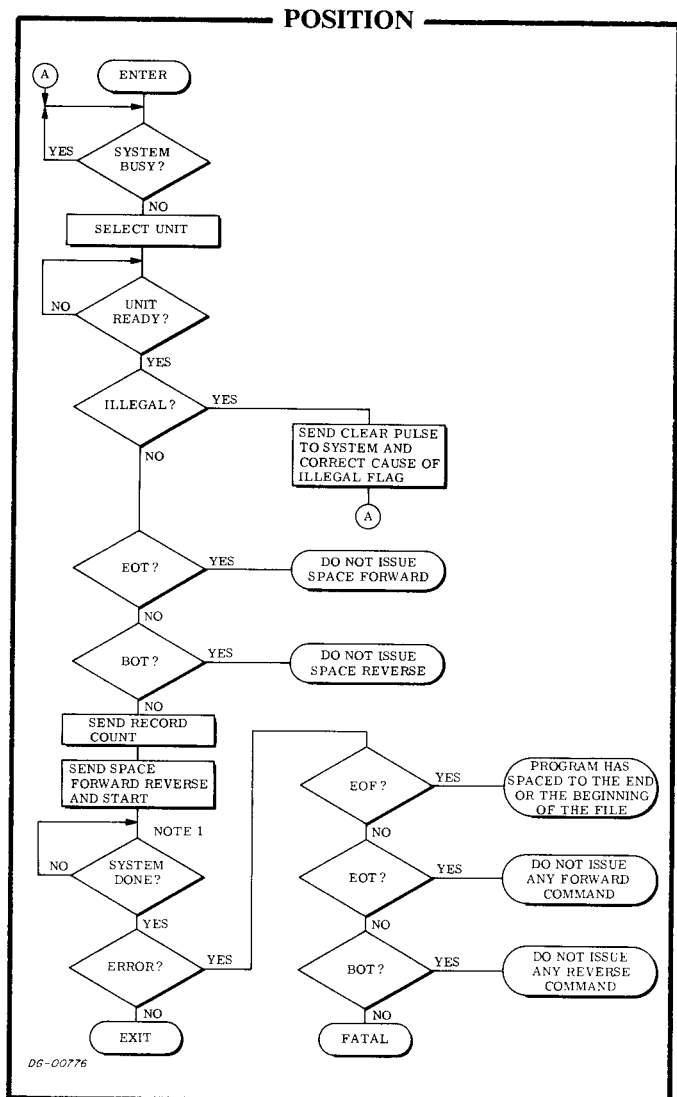 POSITION
A
ENTER
YES
SYSTEM
BUSY?
NO
SELECT UNIT
NO
UNIT
READY?
YES
ILLEGAL?
YES
NO
SEND CLEAR PULSE
TO SYSTEM AND
CORRECT CAUSE OF
ILLEGAL FLAG
A
EOT?
YES
DO NOT ISSUE
SPACE FORWARD
NO
BOT?
YES
DO NOT ISSUE
SPACE REVERSE
NO
SEND RECORD
COUNT
SEND SPACE
FORWARD REVERSE
AND START
NOTE 1
NO
SYSTEM
DONE?
YES
ERROR?
YES
NO
EXIT
EOF?
YES
PROGRAM HAS
SPACED TO THE END
OR THE BEGINNING
OF THE FILE
NO
EOT?
YES
DO NOT ISSUE
ANY FORWARD
COMMAND
NO
BOT?
YES
DO NOT ISSUE
ANY REVERSE
COMMAND
NO
FATAL
DG-00776